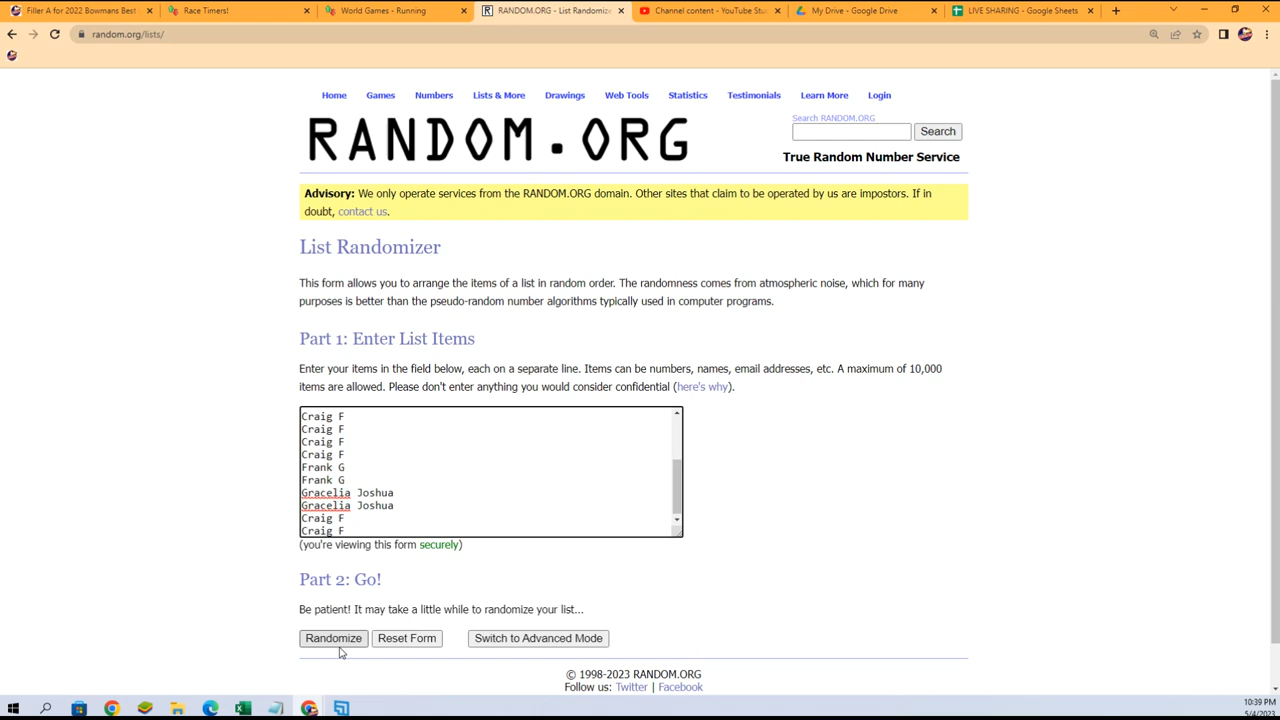 Filler A for 2022 Bowmans Best
Race Timers!
World Games - Running
RANDOM.ORG - List Randomize
Channel content - YouTube Stu
My Drive - Google Drive
LIVE SHARING - Google Sheets
random.org/lists/
Home Games Numbers Lists & More Drawings Web Tools Statistics Testimonials Learn More Login
Search RANDOM.ORG
RANDOM.ORG
Search
True Random Number Service
Advisory: We only operate services from the RANDOM.ORG domain. Other sites that claim to be operated by us are impostors. If in
doubt, contact us.
List Randomizer
This form allows you to arrange the items of a list in random order. The randomness comes from atmospheric noise, which for many
purposes is better than the pseudo-random number algorithms typically used in computer programs.
Part 1: Enter List Items
Enter your items in the field below, each on a separate line. Items can be numbers, names, email addresses, etc. A maximum of 10,000
items are allowed. Please don't enter anything you would consider confidential (here's why).
Craig F
Craig F
Craig F
Craig F
Frank G
Frank G
Gracelia Joshua
Gracelia Joshua
Craig F
Craig F
(you're viewing this form securely)
Part 2: Go!
Be patient! It may take a little while to randomize your list...
Randomize Reset Form Switch to Advanced Mode
© 1998-2023 RANDOM.ORG
Follow us: Twitter | Facebook
10:39 PM
5/4/2023